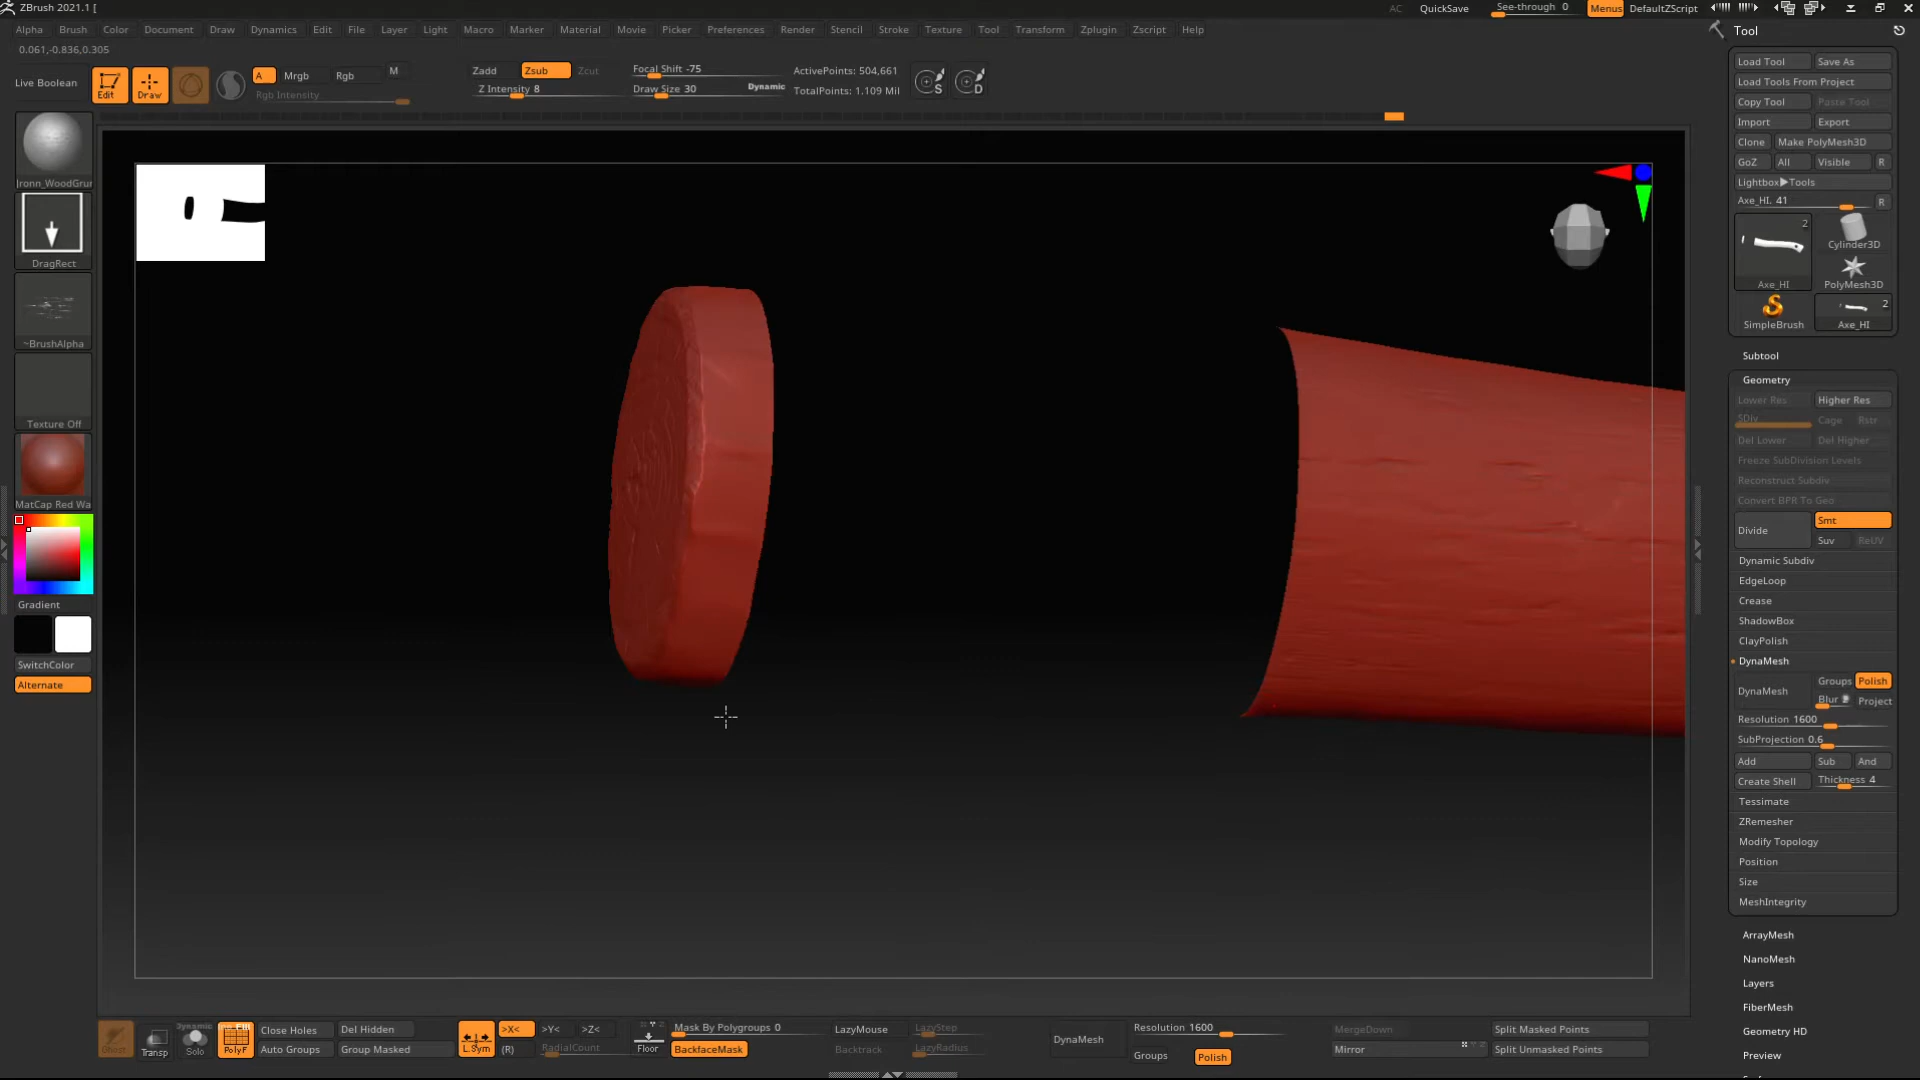 ZBrush 2021.1 [
AC QuickSave See-through 0 Menus DefaultZScript
Alpha Brush Color Document Draw Dynamics Edit File Layer Light Macro Marker Material Movie Picker Preferences Render Stencil Stroke Texture Tool Transform Zplugin Zscript Help
0.061,-0.836,0.305
Live Boolean Edit Draw A Mrgb Rgb M
Rgb Intensity
Zadd Zsub Zcut
Z Intensity 8
Focal Shift -75
Draw Size 30 Dynamic
ActivePoints: 504,661
TotalPoints: 1.109 Mil
S D
Ironn_WoodGrun
DragRect
~BrushAlpha
Texture Off
MatCap Red Wa
Gradient
SwitchColor
Alternate
Tool
Load Tool Save As
Load Tools From Project
Copy Tool Paste Tool
Import Export
Clone Make PolyMesh3D
GoZ All Visible R
Lightbox▶Tools
Axe_HI. 41 R
2
Cylinder3D
Axe_HI PolyMesh3D
2
SimpleBrush Axe_HI
Subtool
Geometry
Lower Res Higher Res
SDiv Cage Rstr
Del Lower Del Higher
Freeze SubDivision Levels
Reconstruct Subdiv
Convert BPR To Geo
Divide Smt
Suv ReUV
Dynamic Subdiv
EdgeLoop
Crease
ShadowBox
ClayPolish
DynaMesh
DynaMesh Groups Polish
Blur Project
Resolution 1600
SubProjection 0.6
Add Sub And
Create Shell Thickness 4
Tessimate
ZRemesher
Modify Topology
Position
Size
MeshIntegrity
ArrayMesh
NanoMesh
Layers
FiberMesh
Geometry HD
Preview
Ghost Transp Dynamic Solo PolyF
Close Holes Del Hidden
Auto Groups Group Masked
L.Sym >X< >Y< >Z<
(R) RadialCount
Floor
Mask By Polygroups 0
BackfaceMask
LazyMouse LazyStep
Backtrack LazyRadius
DynaMesh Resolution 1600
Groups Polish
MergeDown Split Masked Points
Mirror Split Unmasked Points